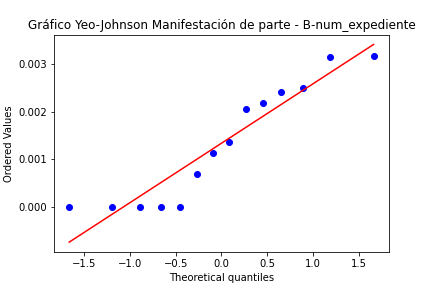 Gráfico Yeo-Johnson Manifestación de parte - B-num_expediente
Ordered Values
0.003
0.002
0.001
0.000
−1.5 −1.0 −0.5 0.0 0.5 1.0 1.5
Theoretical quantiles